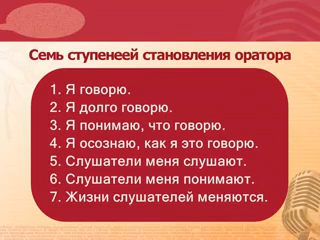 Семь ступенеей становления оратора
1. Я говорю.
2. Я долго говорю.
3. Я понимаю, что говорю.
4. Я осознаю, как я это говорю.
5. Слушатели меня слушают.
6. Слушатели меня понимают.
7. Жизни слушателей меняются.